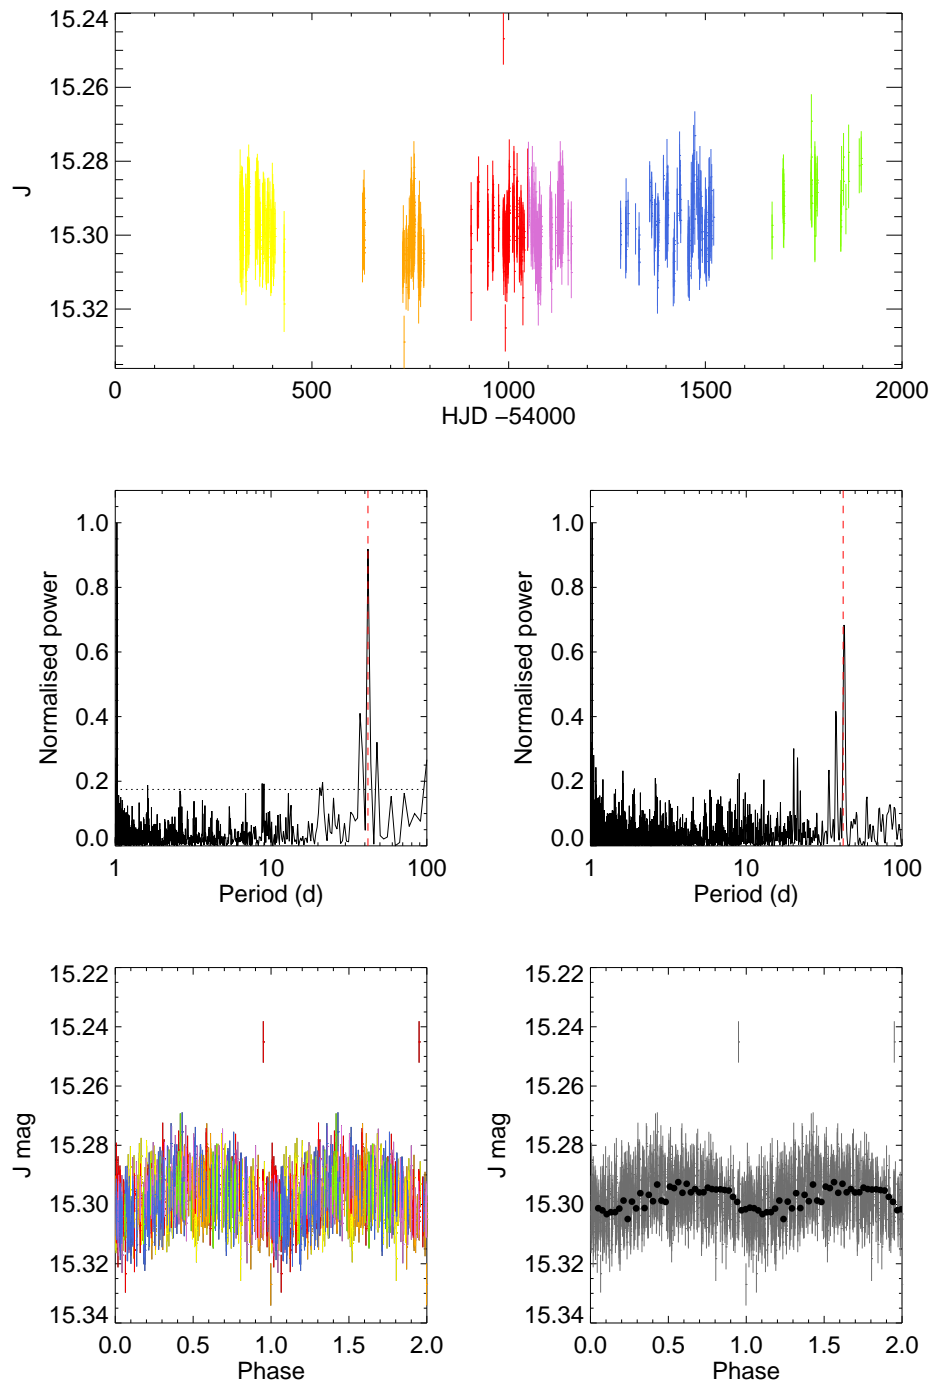 15.24
15.26
15.28
15.30
15.32
J
0 500 1000 1500 2000
HJD −54000
1.0
0.8
0.6
0.4
0.2
0.0
Normalised power
1 10 100
Period (d)
1.0
0.8
0.6
0.4
0.2
0.0
Normalised power
1 10 100
Period (d)
15.22
15.24
15.26
15.28
15.30
15.32
15.34
J mag
0.0 0.5 1.0 1.5 2.0
Phase
15.22
15.24
15.26
15.28
15.30
15.32
15.34
J mag
0.0 0.5 1.0 1.5 2.0
Phase